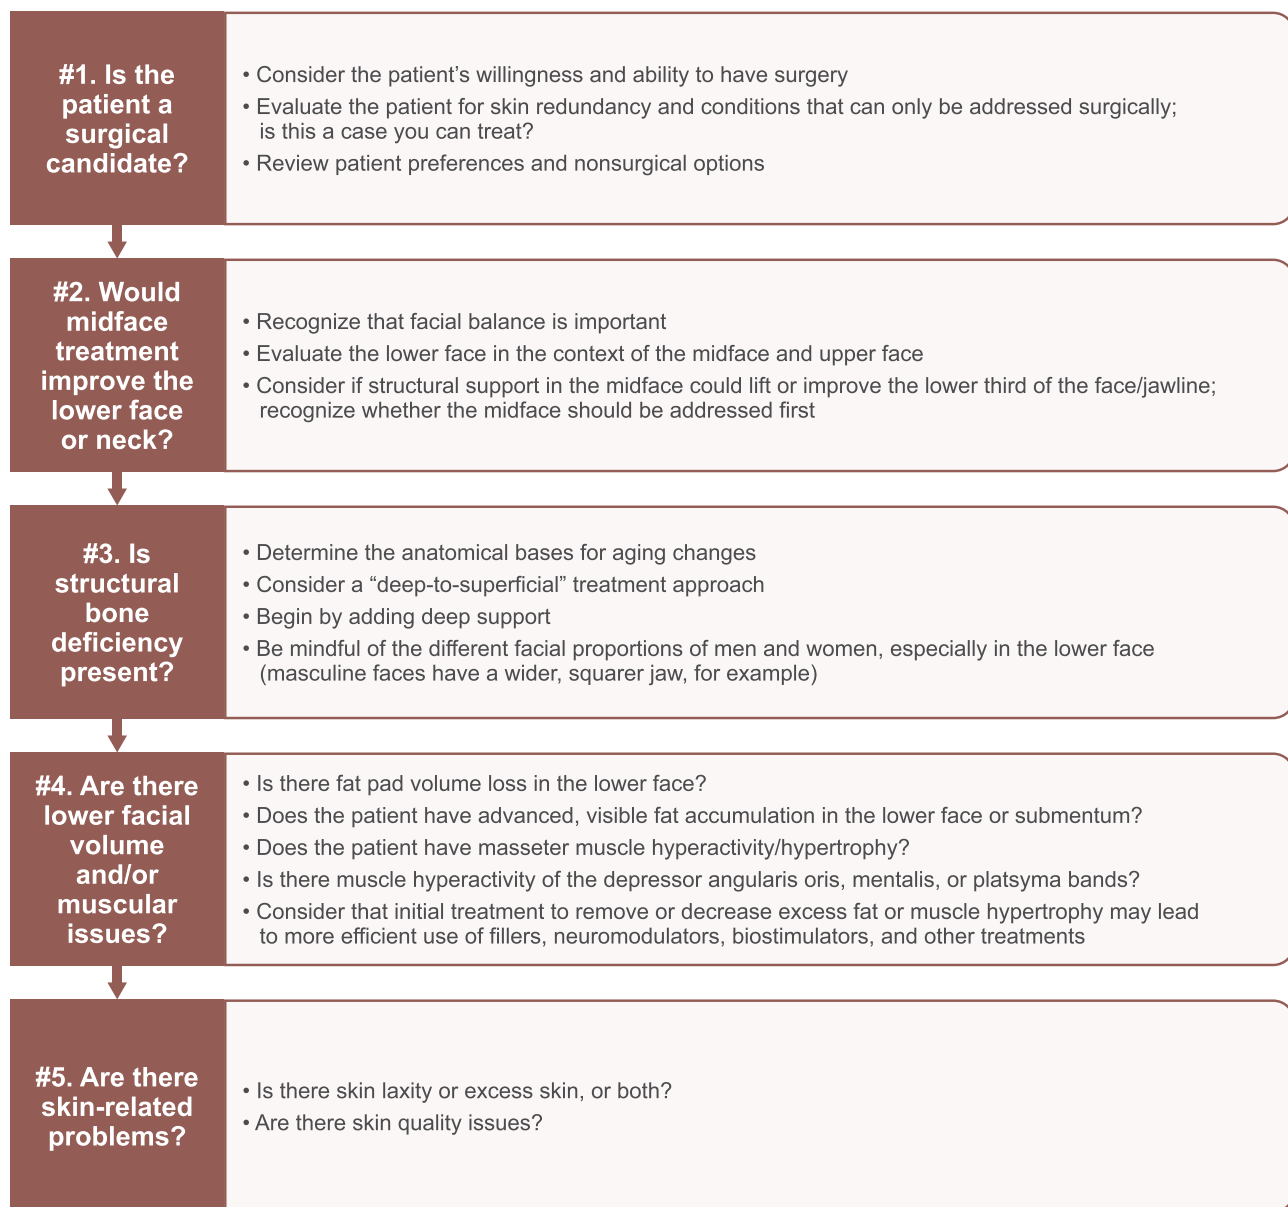 #1. Is the
patient a
surgical
candidate?
• Consider the patient’s willingness and ability to have surgery
• Evaluate the patient for skin redundancy and conditions that can only be addressed surgically;
is this a case you can treat?
• Review patient preferences and nonsurgical options
#2. Would
midface
treatment
improve the
lower face
or neck?
• Recognize that facial balance is important
• Evaluate the lower face in the context of the midface and upper face
• Consider if structural support in the midface could lift or improve the lower third of the face/jawline;
recognize whether the midface should be addressed first
#3. Is
structural
bone
deficiency
present?
• Determine the anatomical bases for aging changes
• Consider a “deep-to-superficial” treatment approach
• Begin by adding deep support
• Be mindful of the different facial proportions of men and women, especially in the lower face
(masculine faces have a wider, squarer jaw, for example)
#4. Are there
lower facial
volume
and/or
muscular
issues?
• Is there fat pad volume loss in the lower face?
• Does the patient have advanced, visible fat accumulation in the lower face or submentum?
• Does the patient have masseter muscle hyperactivity/hypertrophy?
• Is there muscle hyperactivity of the depressor angularis oris, mentalis, or platsyma bands?
• Consider that initial treatment to remove or decrease excess fat or muscle hypertrophy may lead
to more efficient use of fillers, neuromodulators, biostimulators, and other treatments
#5. Are there
skin-related
problems?
• Is there skin laxity or excess skin, or both?
• Are there skin quality issues?